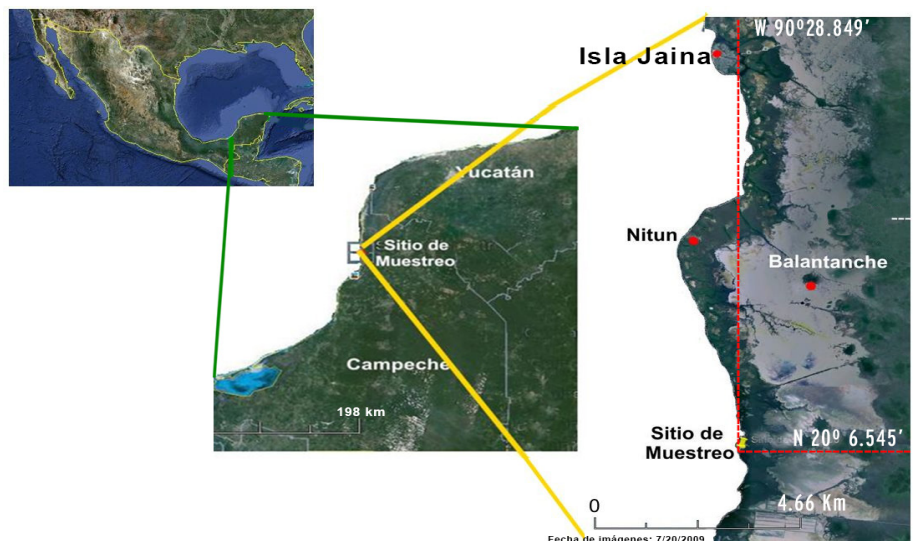 W 90º28.849’
Isla Jaina
Yucatán
Nitun
Sitio de
Muestreo
Balantanche
Campeche
198 km
Sitio de
Muestreo
N 20º 6.545’
4.66 Km
0
Fecha de imágenes: 7/20/2009